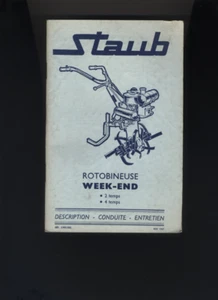 Staub
ROTOBINEUSE
WEEK-END
• 2 temps
• 4 temps
DESCRIPTION - CONDUITE - ENTRETIEN